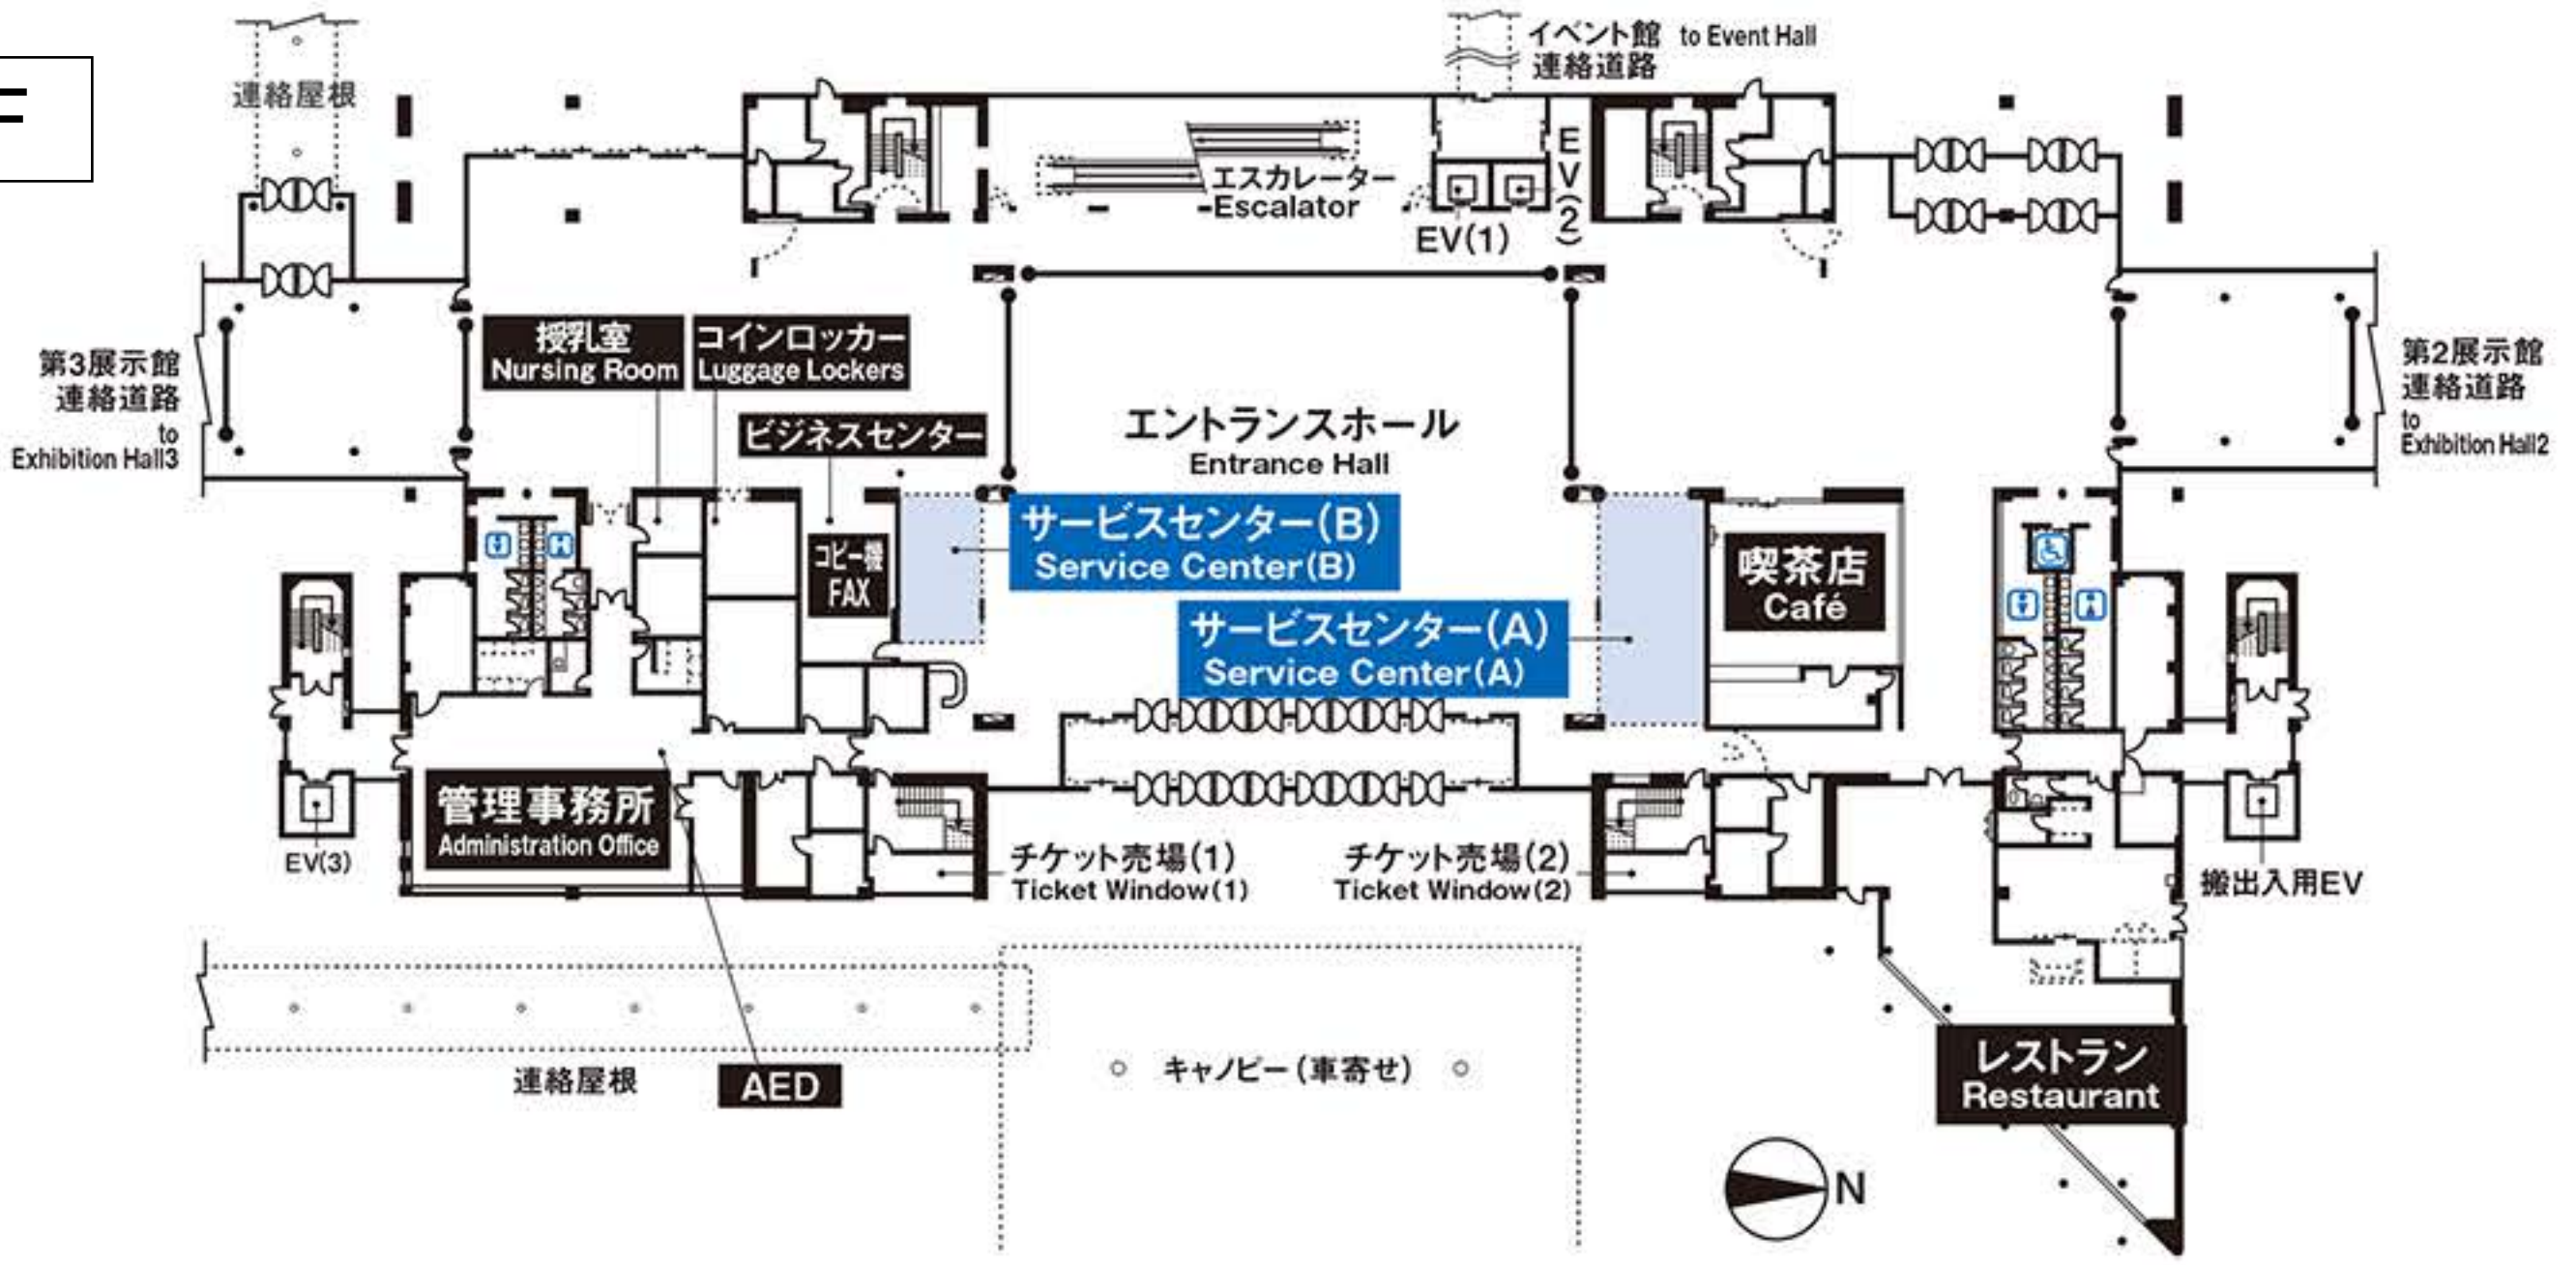 連絡屋根
イベント館 to Event Hall
連絡道路
エスカレーター
Escalator
EV(1)
EV(2)
授乳室
Nursing Room
コインロッカー
Luggage Lockers
ビジネスセンター
第3展示館
連絡道路
to
Exhibition Hall3
エントランスホール
Entrance Hall
第2展示館
連絡道路
to
Exhibition Hall2
サービスセンター(B)
Service Center(B)
コピー機
FAX
サービスセンター(A)
Service Center(A)
喫茶店
Café
管理事務所
Administration Office
EV(3)
チケット売場(1)
Ticket Window(1)
チケット売場(2)
Ticket Window(2)
搬出入用EV
連絡屋根
AED
キャノピー(車寄せ)
レストラン
Restaurant
N